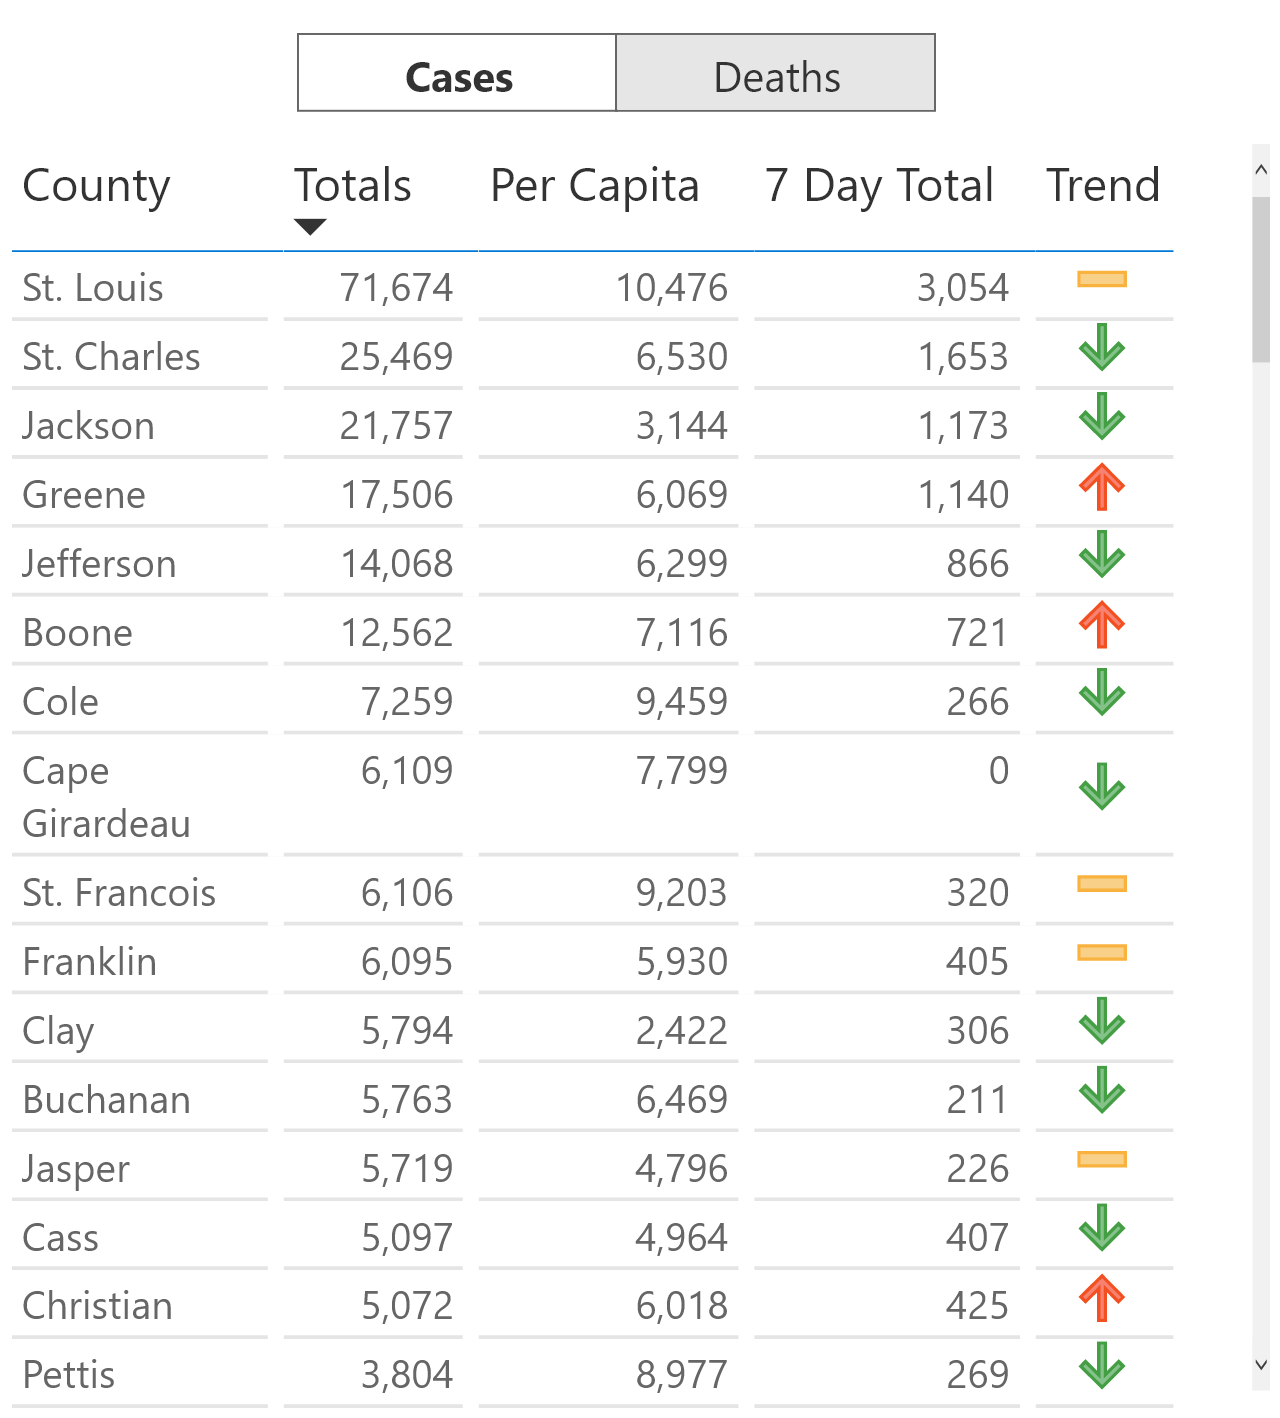 Cases Deaths
County Totals Per Capita 7 Day Total Trend
St. Louis 71,674 10,476 3,054
St. Charles 25,469 6,530 1,653
Jackson 21,757 3,144 1,173
Greene 17,506 6,069 1,140
Jefferson 14,068 6,299 866
Boone 12,562 7,116 721
Cole 7,259 9,459 266
Cape 6,109 7,799 0
Girardeau
St. Francois 6,106 9,203 320
Franklin 6,095 5,930 405
Clay 5,794 2,422 306
Buchanan 5,763 6,469 211
Jasper 5,719 4,796 226
Cass 5,097 4,964 407
Christian 5,072 6,018 425
Pettis 3,804 8,977 269